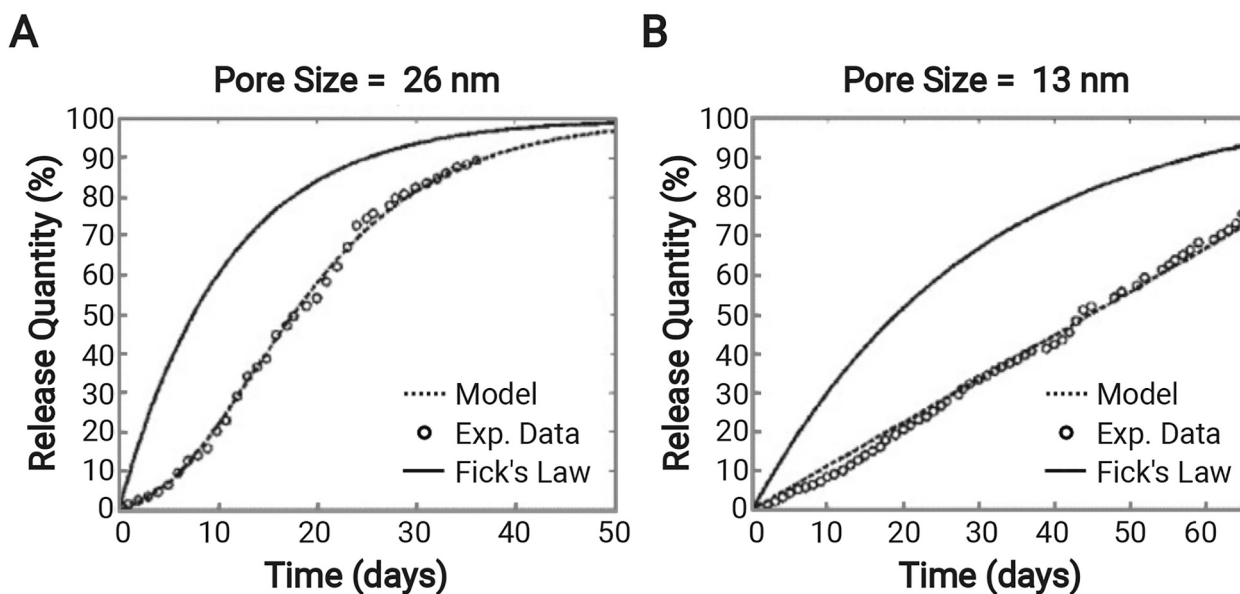 A
Pore Size = 26 nm
Release Quantity (%)
100
90
80
70
60
50
40
30
20
10
0
Model
Exp. Data
Fick's Law
0 10 20 30 40 50
Time (days)
B
Pore Size = 13 nm
Release Quantity (%)
100
90
80
70
60
50
40
30
20
10
0
Model
Exp. Data
Fick's Law
0 10 20 30 40 50 60
Time (days)